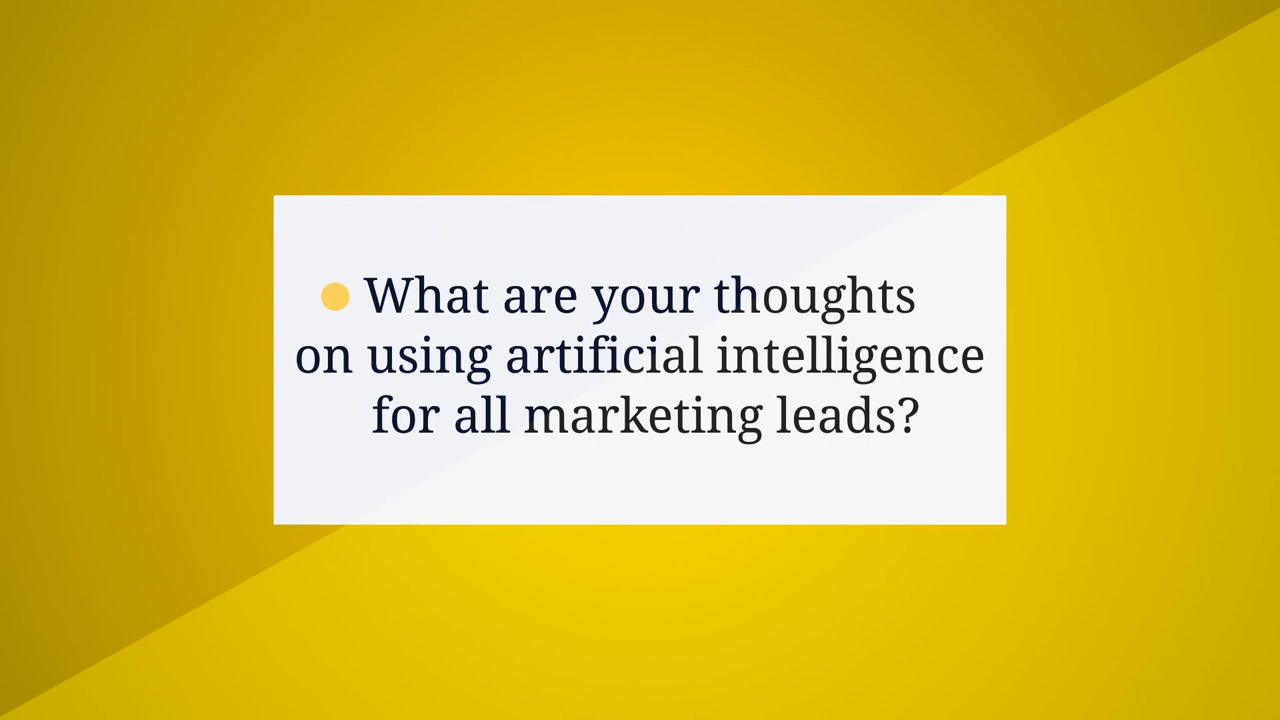 What are your thoughts
on using artificial intelligence
for all marketing leads?